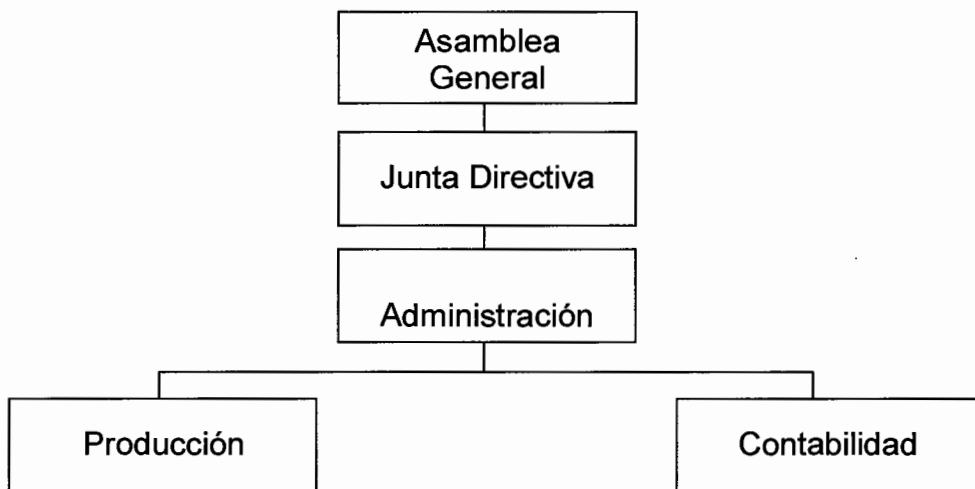 Asamblea
General
Junta Directiva
Administración
Producción
Contabilidad